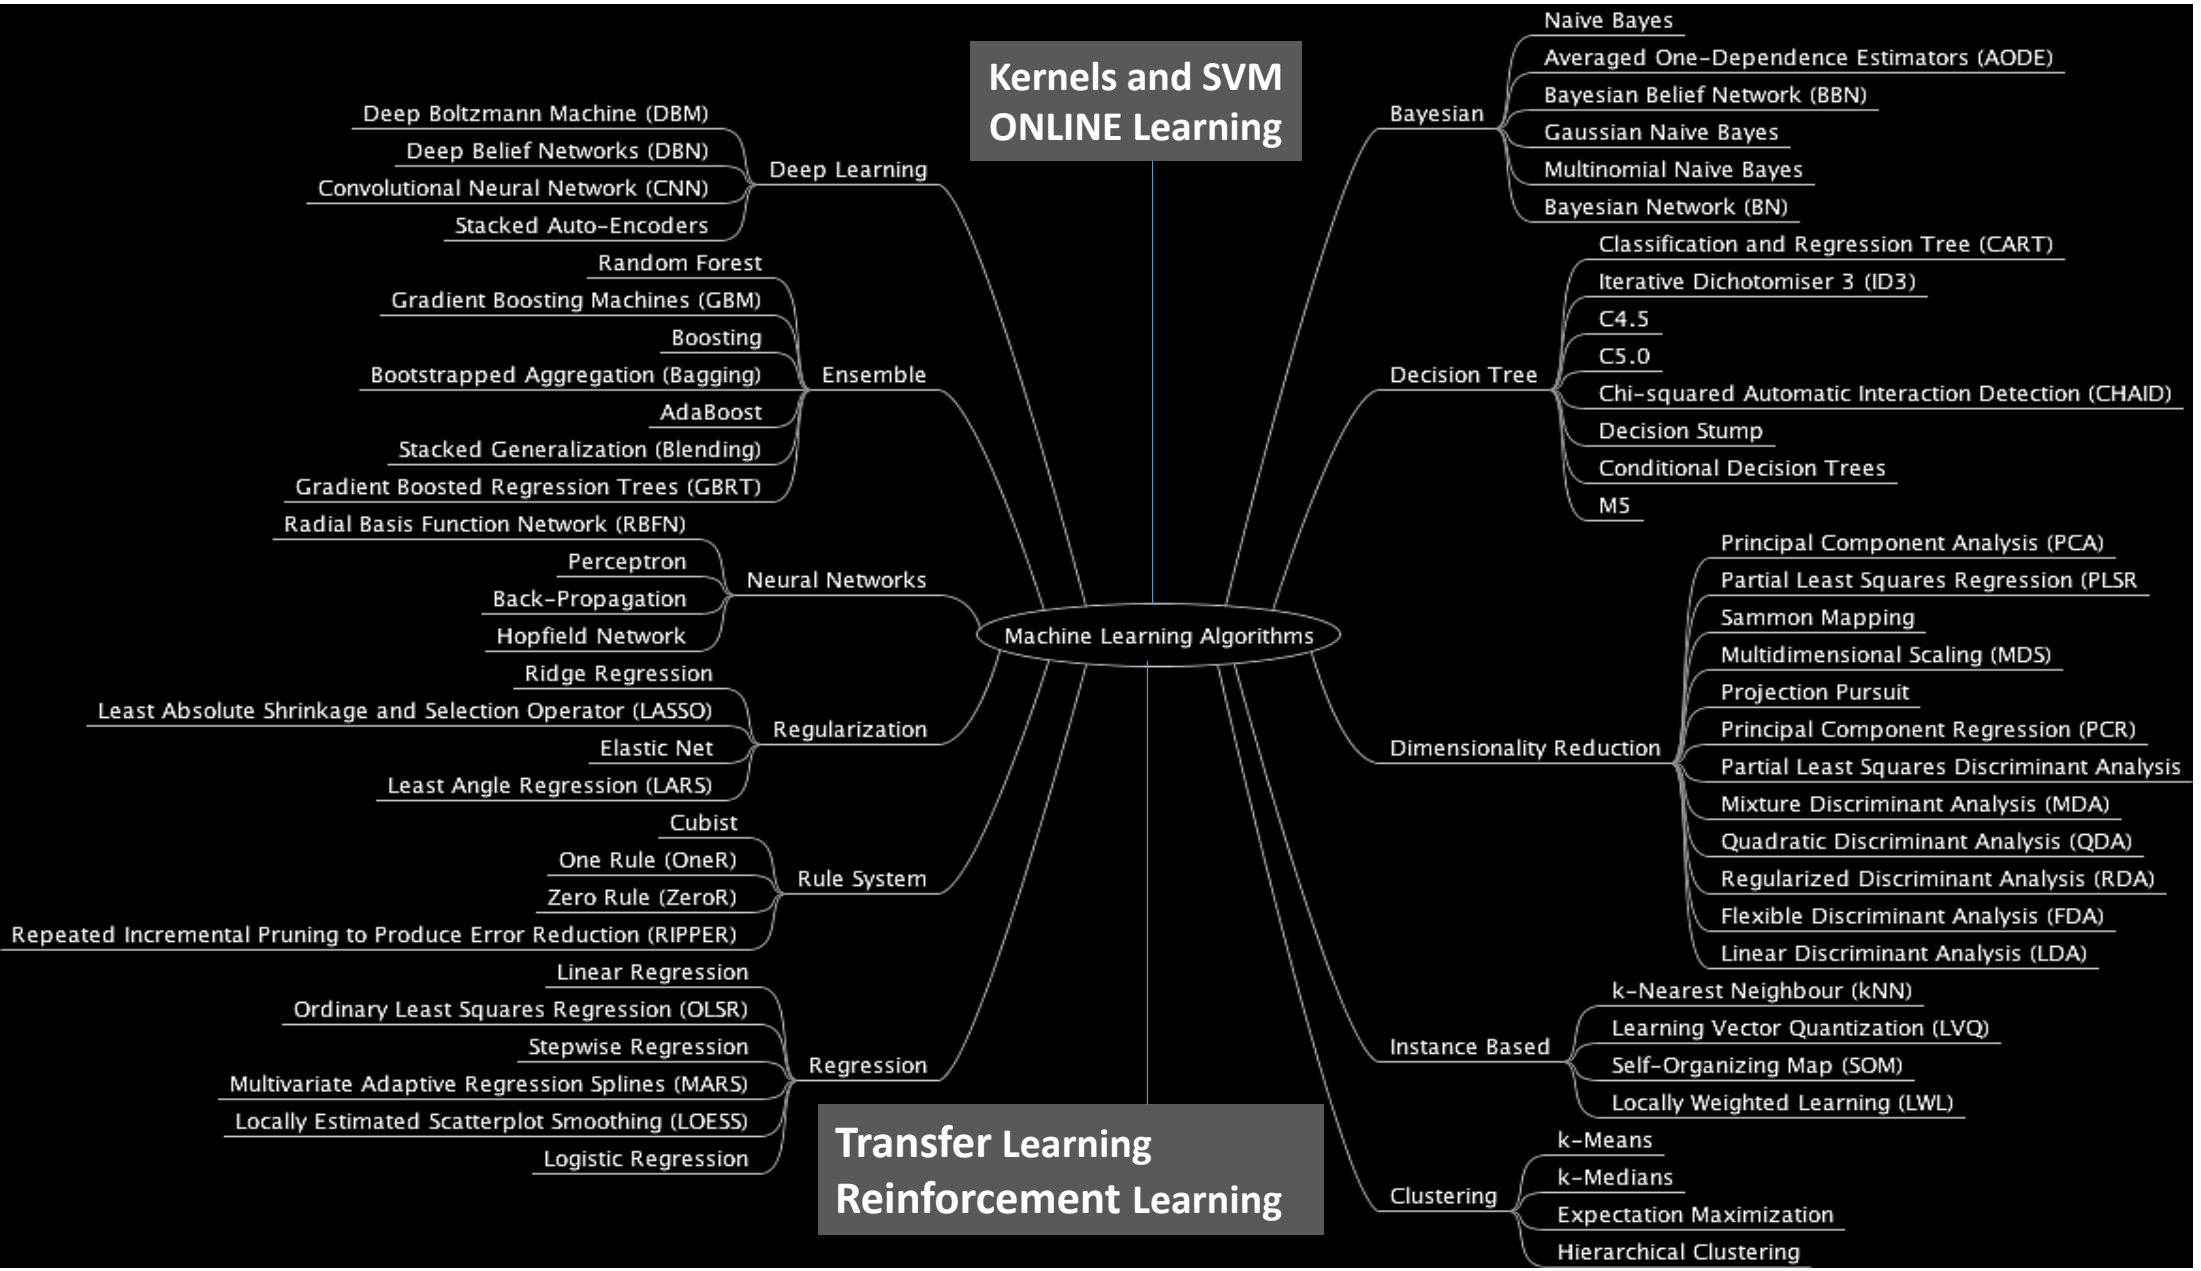 Kernels and SVM
ONLINE Learning
Deep Learning
Deep Boltzmann Machine (DBM)
Deep Belief Networks (DBN)
Convolutional Neural Network (CNN)
Stacked Auto-Encoders
Ensemble
Random Forest
Gradient Boosting Machines (GBM)
Boosting
Bootstrapped Aggregation (Bagging)
AdaBoost
Stacked Generalization (Blending)
Gradient Boosted Regression Trees (GBRT)
Neural Networks
Radial Basis Function Network (RBFN)
Perceptron
Back-Propagation
Hopfield Network
Regularization
Ridge Regression
Least Absolute Shrinkage and Selection Operator (LASSO)
Elastic Net
Least Angle Regression (LARS)
Rule System
Cubist
One Rule (OneR)
Zero Rule (ZeroR)
Repeated Incremental Pruning to Produce Error Reduction (RIPPER)
Regression
Linear Regression
Ordinary Least Squares Regression (OLSR)
Stepwise Regression
Multivariate Adaptive Regression Splines (MARS)
Locally Estimated Scatterplot Smoothing (LOESS)
Logistic Regression
Machine Learning Algorithms
Bayesian
Naive Bayes
Averaged One-Dependence Estimators (AODE)
Bayesian Belief Network (BBN)
Gaussian Naive Bayes
Multinomial Naive Bayes
Bayesian Network (BN)
Decision Tree
Classification and Regression Tree (CART)
Iterative Dichotomiser 3 (ID3)
C4.5
C5.0
Chi-squared Automatic Interaction Detection (CHAID)
Decision Stump
Conditional Decision Trees
M5
Dimensionality Reduction
Principal Component Analysis (PCA)
Partial Least Squares Regression (PLSR
Sammon Mapping
Multidimensional Scaling (MDS)
Projection Pursuit
Principal Component Regression (PCR)
Partial Least Squares Discriminant Analysis
Mixture Discriminant Analysis (MDA)
Quadratic Discriminant Analysis (QDA)
Regularized Discriminant Analysis (RDA)
Flexible Discriminant Analysis (FDA)
Linear Discriminant Analysis (LDA)
Instance Based
k-Nearest Neighbour (kNN)
Learning Vector Quantization (LVQ)
Self-Organizing Map (SOM)
Locally Weighted Learning (LWL)
Clustering
k-Means
k-Medians
Expectation Maximization
Hierarchical Clustering
Transfer Learning
Reinforcement Learning